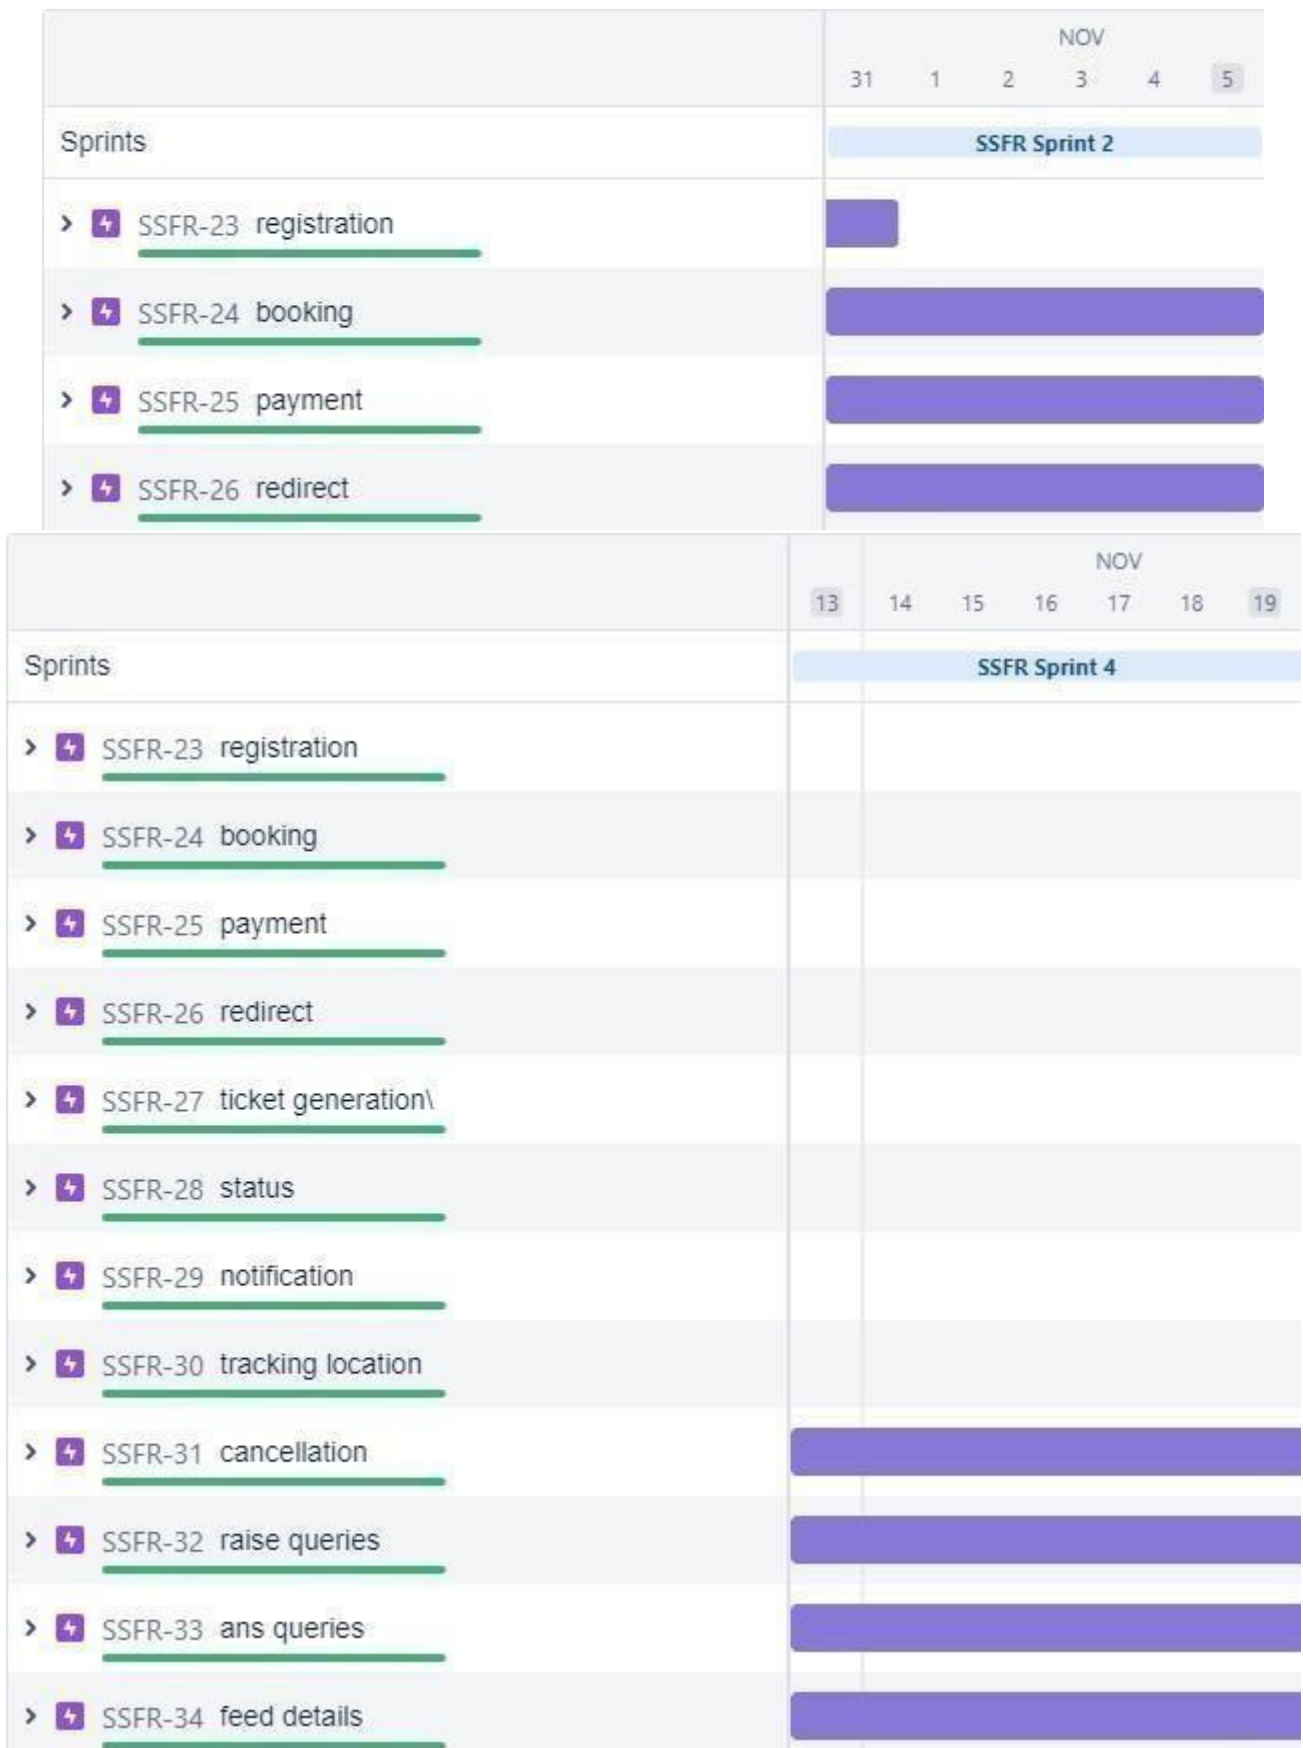 NOV
31 1 2 3 4 5
Sprints SSFR Sprint 2
SSFR-23 registration
SSFR-24 booking
SSFR-25 payment
SSFR-26 redirect
NOV
13 14 15 16 17 18 19
Sprints SSFR Sprint 4
SSFR-23 registration
SSFR-24 booking
SSFR-25 payment
SSFR-26 redirect
SSFR-27 ticket generation\
SSFR-28 status
SSFR-29 notification
SSFR-30 tracking location
SSFR-31 cancellation
SSFR-32 raise queries
SSFR-33 ans queries
SSFR-34 feed details